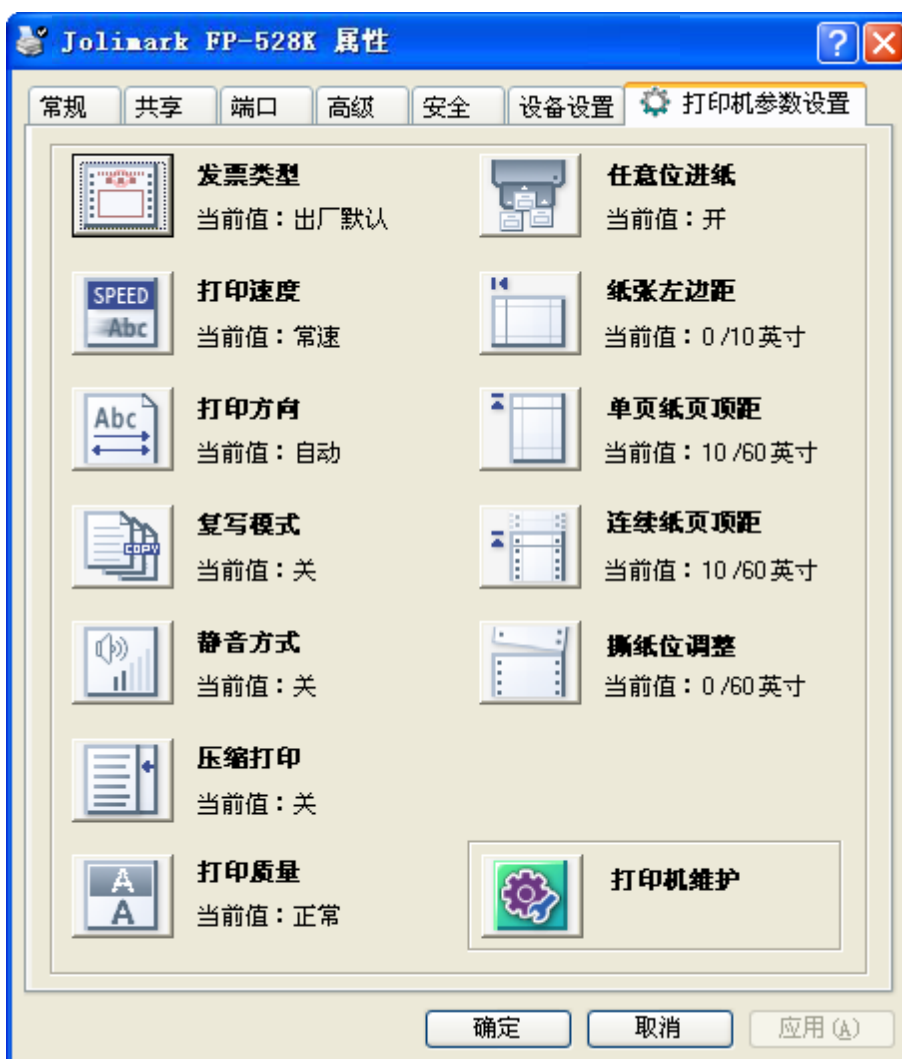 Jolimark FP-528K 属性
常规 共享 端口 高级 安全 设备设置 打印机参数设置
发票类型
当前值：出厂默认
任意位进纸
当前值：开
SPEED
Abc
打印速度
当前值：常速
纸张左边距
当前值：0/10英寸
Abc
打印方向
当前值：自动
单页纸页顶距
当前值：10/60英寸
COPY
复写模式
当前值：关
连续纸页顶距
当前值：10/60英寸
静音方式
当前值：关
撕纸位调整
当前值：0/60英寸
压缩打印
当前值：关
A
A
打印质量
当前值：正常
打印机维护
确定 取消 应用(A)